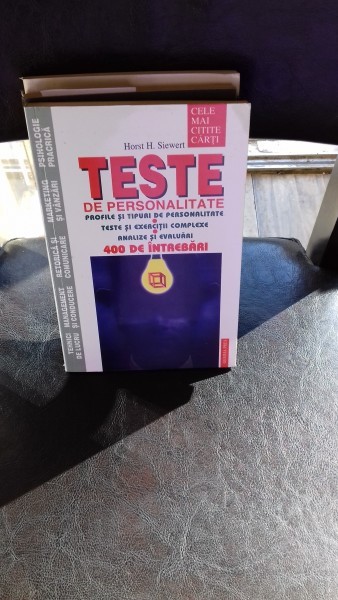 CELE
MAI
CITITE
CĂRȚI
Horst H. Siewert
TESTE
DE PERSONALITATE
PROFILE ȘI TIPURI DE PERSONALITATE
TESTE ȘI EXERCIȚII COMPLEXE
ANALIZE ȘI EVALUĂRI
400 DE ÎNTREBĂRI
PSIHOLOGIE
PRACRICĂ
MARKETING
ȘI VÂNZĂRI
RETORICĂ ȘI
COMUNICARE
MANAGEMENT
ȘI CONDUCERE
TEHNICI
DE LUCRU